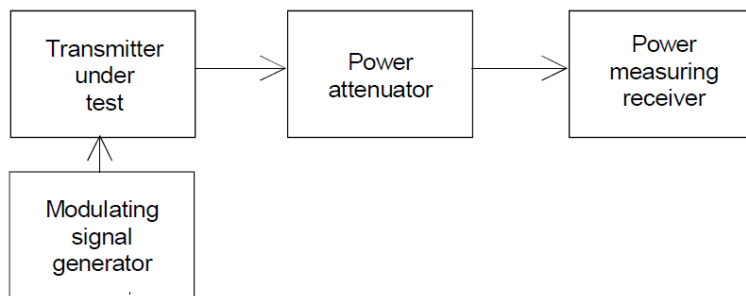 Transmitter
under
test
Power
attenuator
Power
measuring
receiver
Modulating
signal
generator